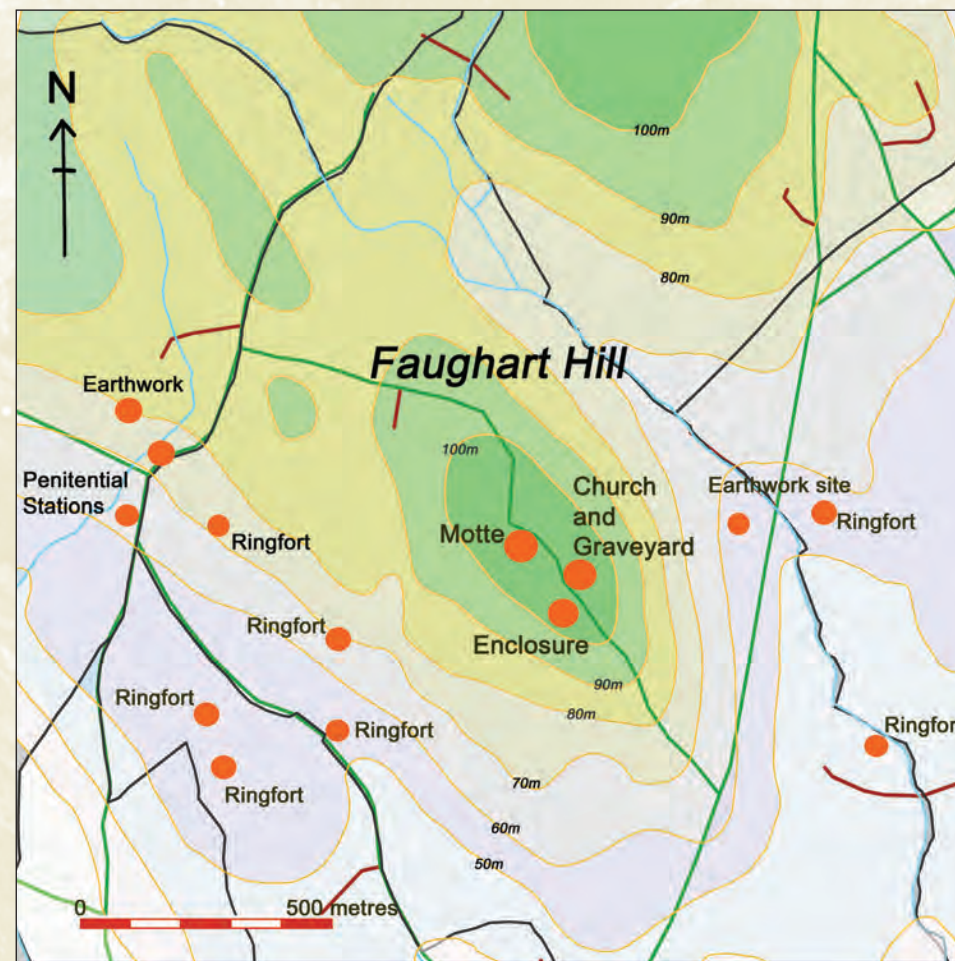 N
100m
90m
80m
Faughart Hill
Earthwork
Penitential
Stations
Ringfort
100m
Motte
Church
and
Graveyard
Enclosure
Earthwork site
Ringfort
Ringfort
Ringfort
Ringfort
Ringfort
90m
80m
70m
60m
50m
Ringfort
0 500 metres